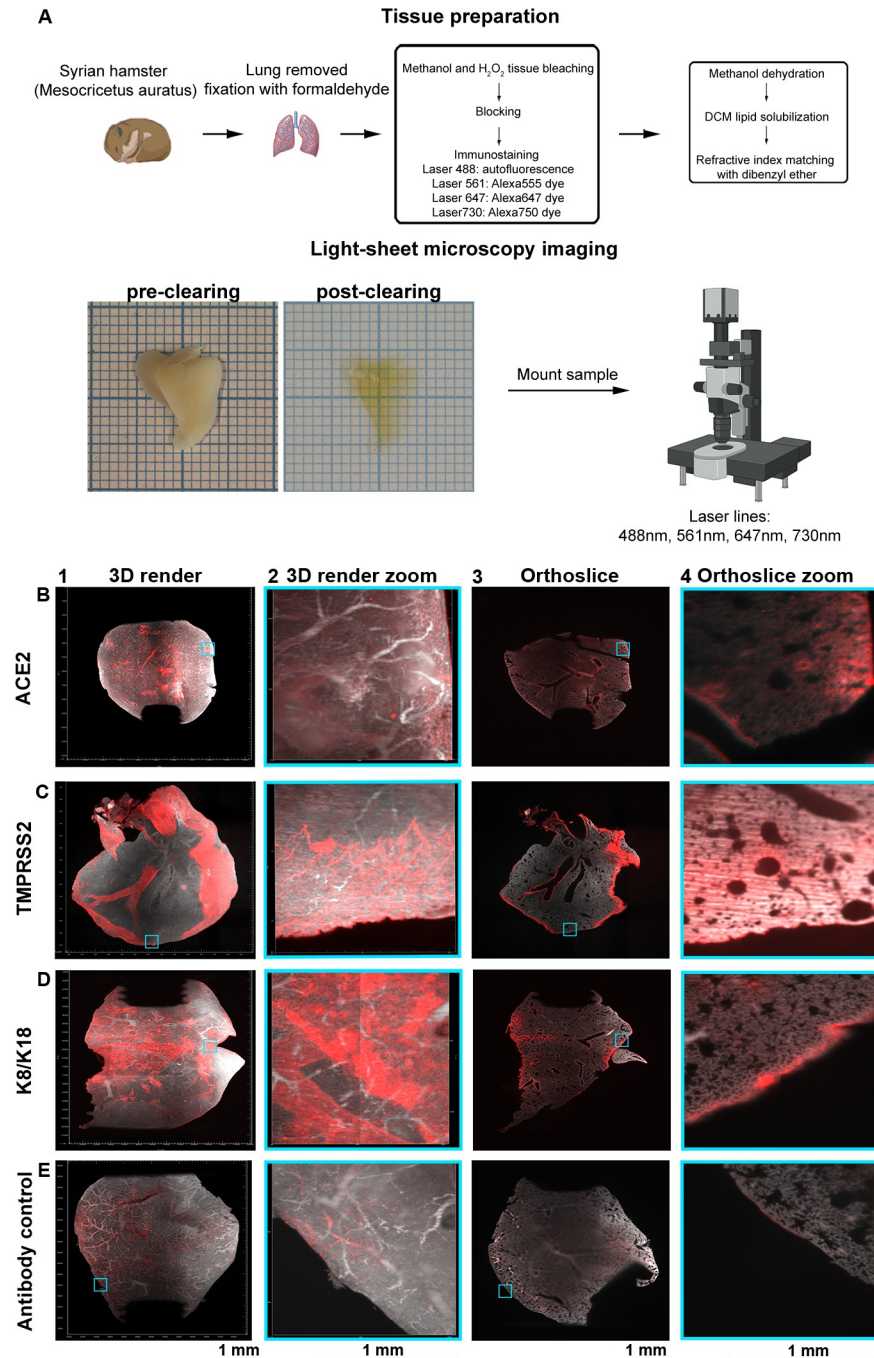 A
Tissue preparation
Syrian hamster
(Mesocricetus auratus)
Lung removed
fixation with formaldehyde
Methanol and H₂O₂ tissue bleaching
Blocking
Immunostaining
Laser 488: autofluorescence
Laser 561: Alexa555 dye
Laser 647: Alexa647 dye
Laser730: Alexa750 dye
Methanol dehydration
DCM lipid solubilization
Refractive index matching
with dibenzyl ether
Light-sheet microscopy imaging
pre-clearing
post-clearing
Mount sample
Laser lines:
488nm, 561nm, 647nm, 730nm
1 3D render
2 3D render zoom
3 Orthoslice
4 Orthoslice zoom
B
ACE2
C
TMPRSS2
D
K8/K18
E
Antibody control
1 mm
1 mm
1 mm
1 mm